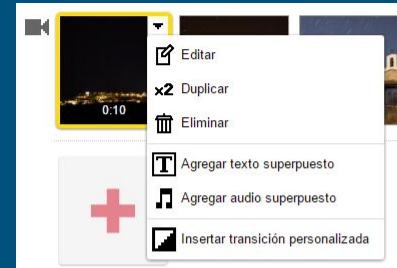 Editar
x2 Duplicar
Eliminar
0:10
T Agregar texto superpuesto
Agregar audio superpuesto
Insertar transición personalizada